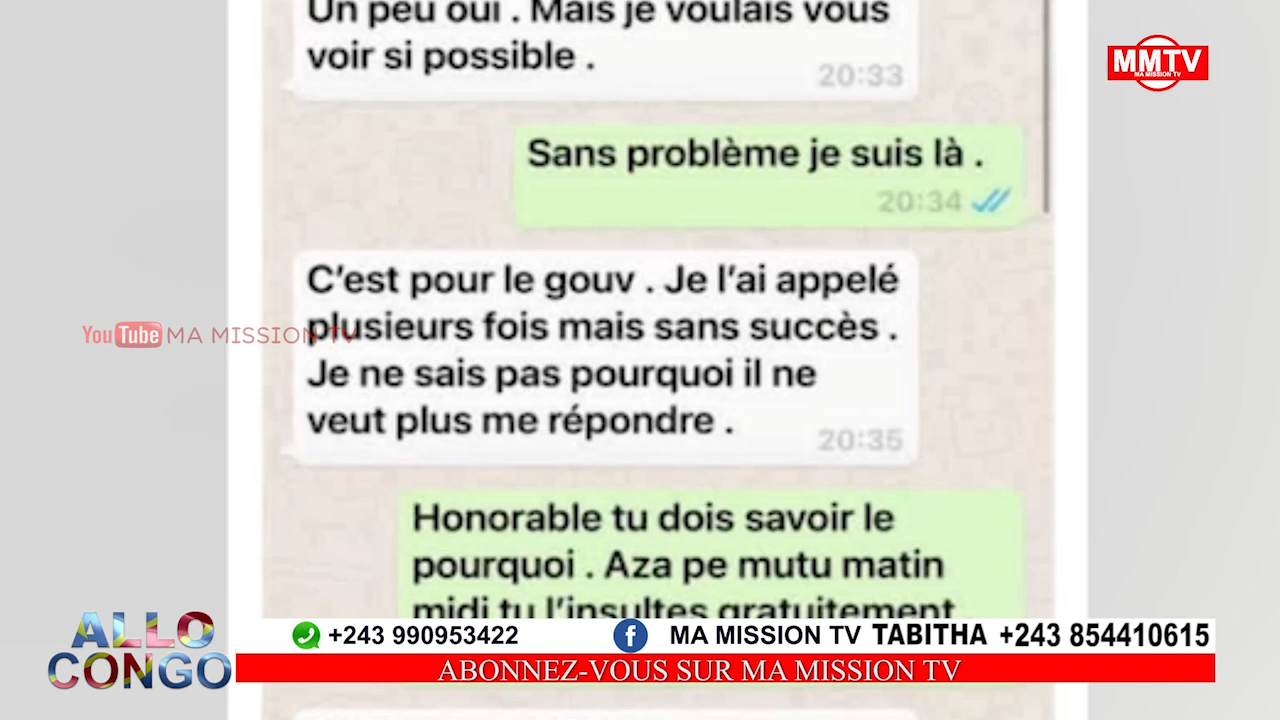 Un peu oui . Mais je voulais vous
voir si possible .
20:33
MMTV
MA MISSION TV
Sans problème je suis là .
20:34
C'est pour le gouv . Je l'ai appelé
plusieurs fois mais sans succès .
Je ne sais pas pourquoi il ne
veut plus me répondre .
20:35
YouTube MA MISSION TV
Honorable tu dois savoir le
pourquoi . Aza pe mutu matin
midi tu l'insultes gratuitement
ALLO
CONGO
+243 990953422
MA MISSION TV TABITHA +243 854410615
ABONNEZ-VOUS SUR MA MISSION TV